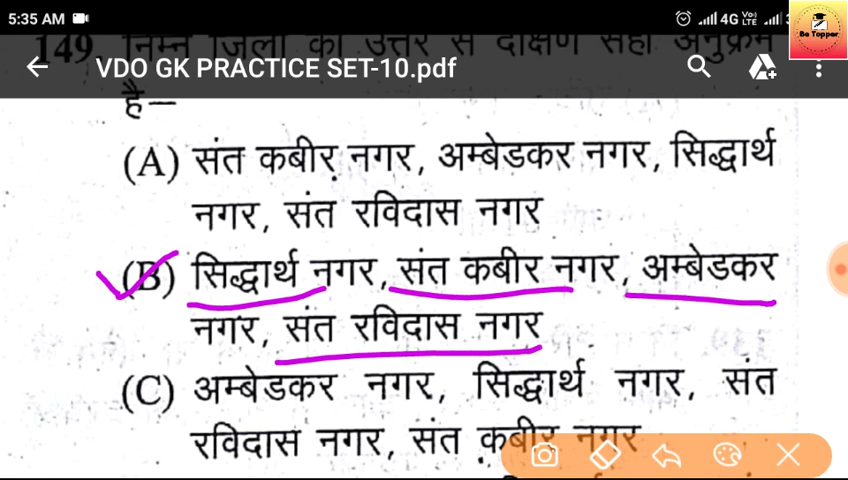 5:35 AM
4G VoI LTE
Be Topper
149 निम्न जिलों का उत्तर से दक्षिण सही अनुक्रम
VDO GK PRACTICE SET-10.pdf
है—
(A) संत कबीर नगर, अम्बेडकर नगर, सिद्धार्थ
नगर, संत रविदास नगर
(B) सिद्धार्थ नगर, संत कबीर नगर, अम्बेडकर
नगर, संत रविदास नगर
(C) अम्बेडकर नगर, सिद्धार्थ नगर, संत
रविदास नगर, संत कबीर नगर